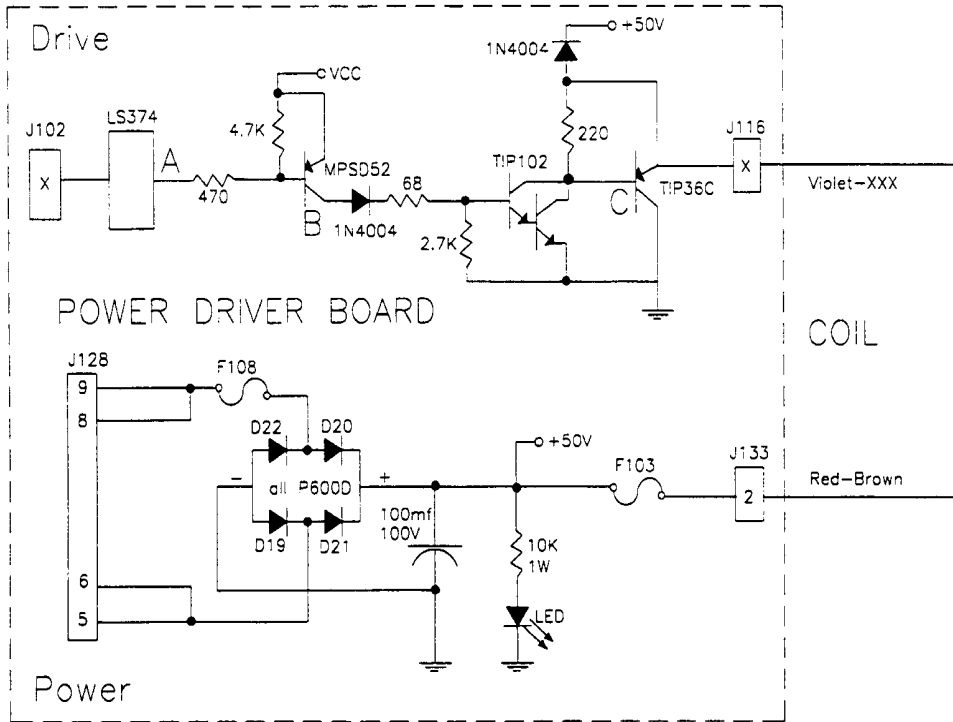 Drive
+50V
1N4004
VCC
LS374
J102
4.7K
220
J116
A
MPSD52
TIP102
X
470
68
X
Violet-XXX
B
1N4004
C
TIP36C
2.7K
POWER DRIVER BOARD
COIL
J128
F108
9
8
D22
D20
+50V
F103
J133
-
all P600D
+
Red-Brown
2
100mf
100V
D19
D21
10K
1W
6
5
LED
Power